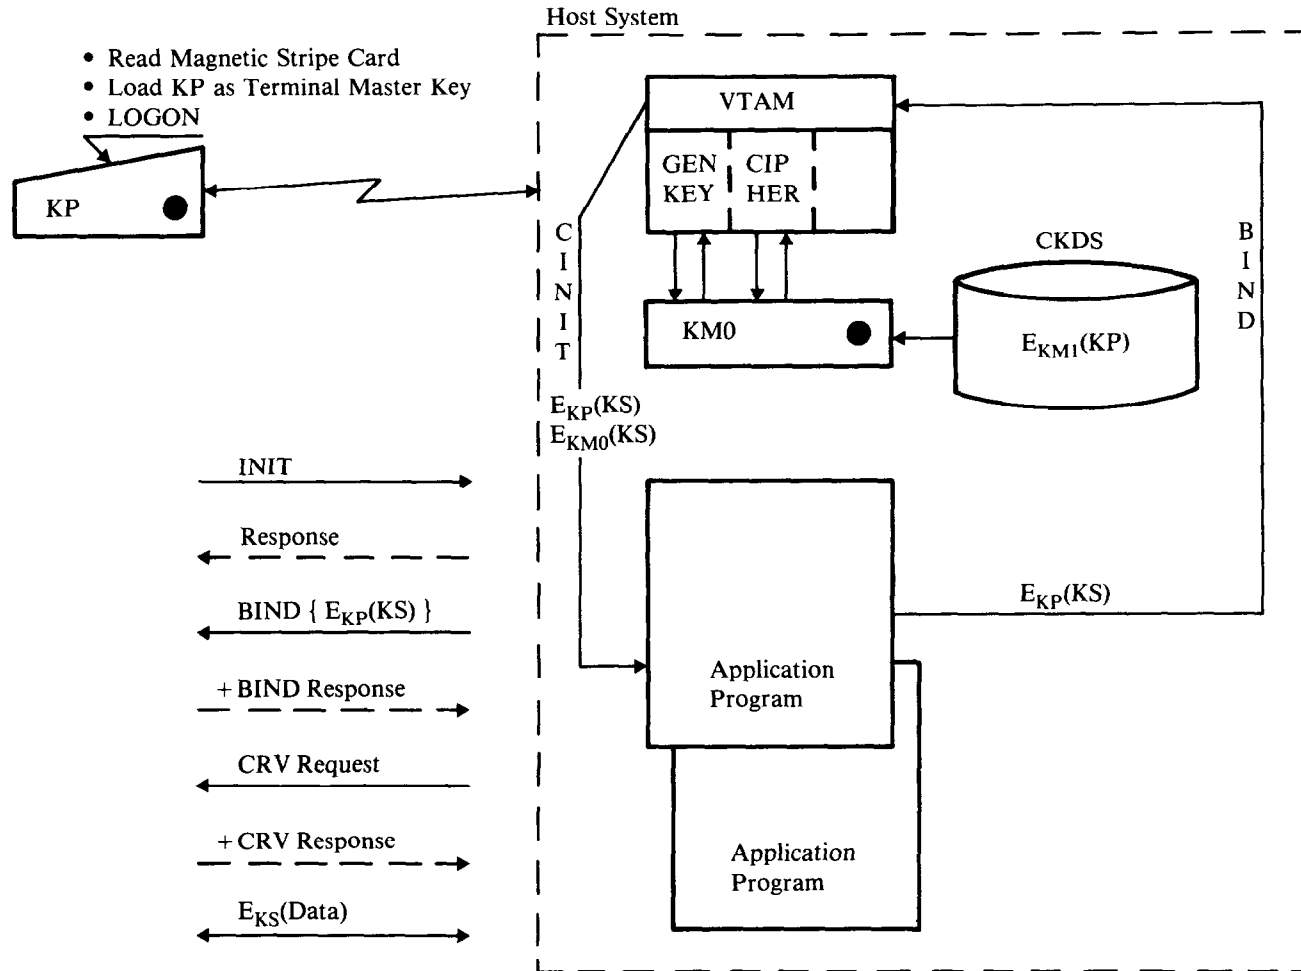 Host System
• Read Magnetic Stripe Card
• Load KP as Terminal Master Key
• LOGON
KP
VTAM
GEN KEY
CIP HER
KM0
CKDS
E_KM1(KP)
CINIT
BIND
E_KP(KS)
E_KM0(KS)
INIT
Response
BIND { E_KP(KS) }
+ BIND Response
CRV Request
+ CRV Response
E_KS(Data)
E_KP(KS)
Application
Program
Application
Program